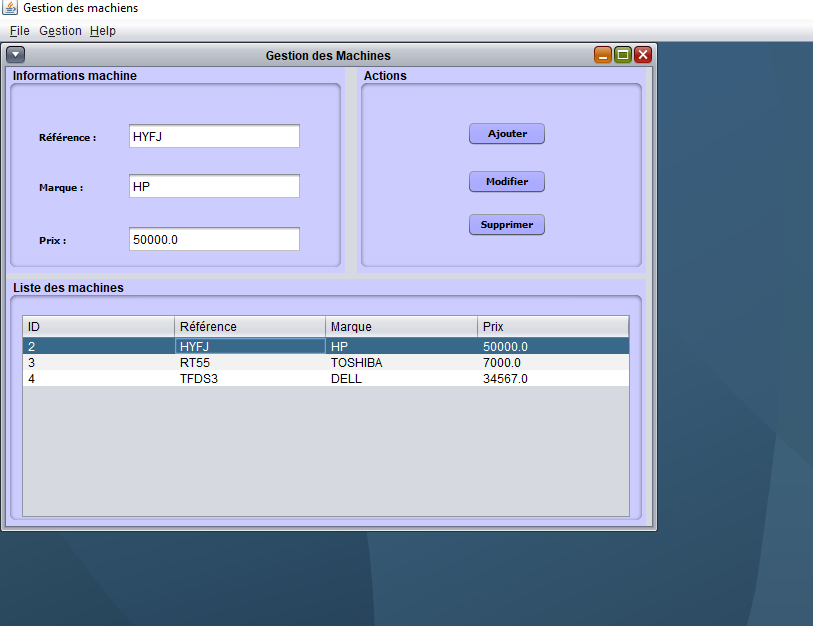 Gestion des machiens
File Gestion Help
Gestion des Machines
Informations machine
Référence : HYFJ
Marque : HP
Prix : 50000.0
Actions
Ajouter
Modifier
Supprimer
Liste des machines
ID Référence Marque Prix
2 HYFJ HP 50000.0
3 RT55 TOSHIBA 7000.0
4 TFDS3 DELL 34567.0